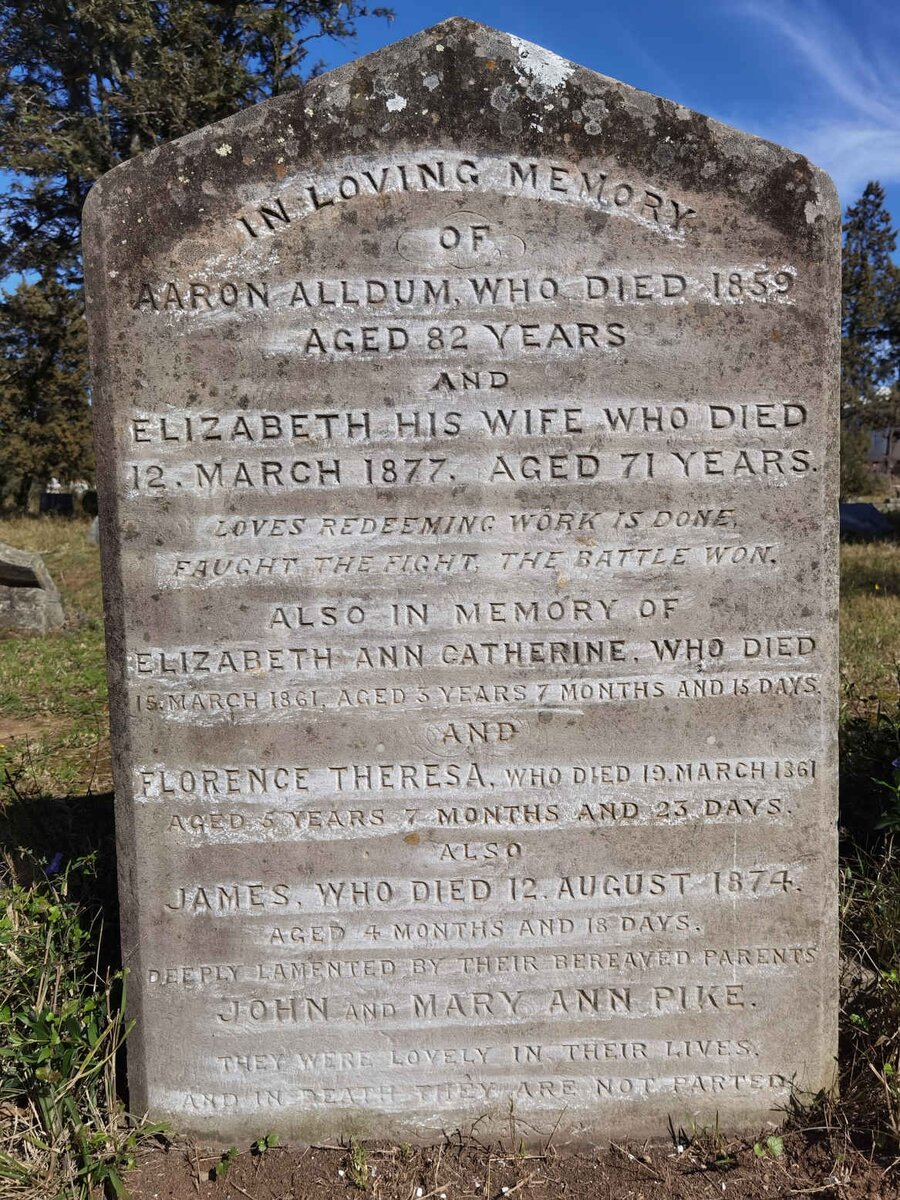 IN LOVING MEMORY
OF
AARON ALLDUM, WHO DIED 1859
AGED 82 YEARS
AND
ELIZABETH HIS WIFE WHO DIED
12. MARCH 1877. AGED 71 YEARS.
LOVES REDEEMING WORK IS DONE,
FAUGHT THE FIGHT, THE BATTLE WON.
ALSO IN MEMORY OF
ELIZABETH ANN CATHERINE, WHO DIED
15. MARCH 1861, AGED 3 YEARS 7 MONTHS AND 15 DAYS.
AND
FLORENCE THERESA, WHO DIED 19. MARCH 1861
AGED 5 YEARS 7 MONTHS AND 23 DAYS.
ALSO
JAMES, WHO DIED 12. AUGUST 1874.
AGED 4 MONTHS AND 18 DAYS.
DEEPLY LAMENTED BY THEIR BEREAVED PARENTS
JOHN AND MARY ANN PIKE.
THEY WERE LOVELY IN THEIR LIVES,
AND IN DEATH THEY ARE NOT PARTED